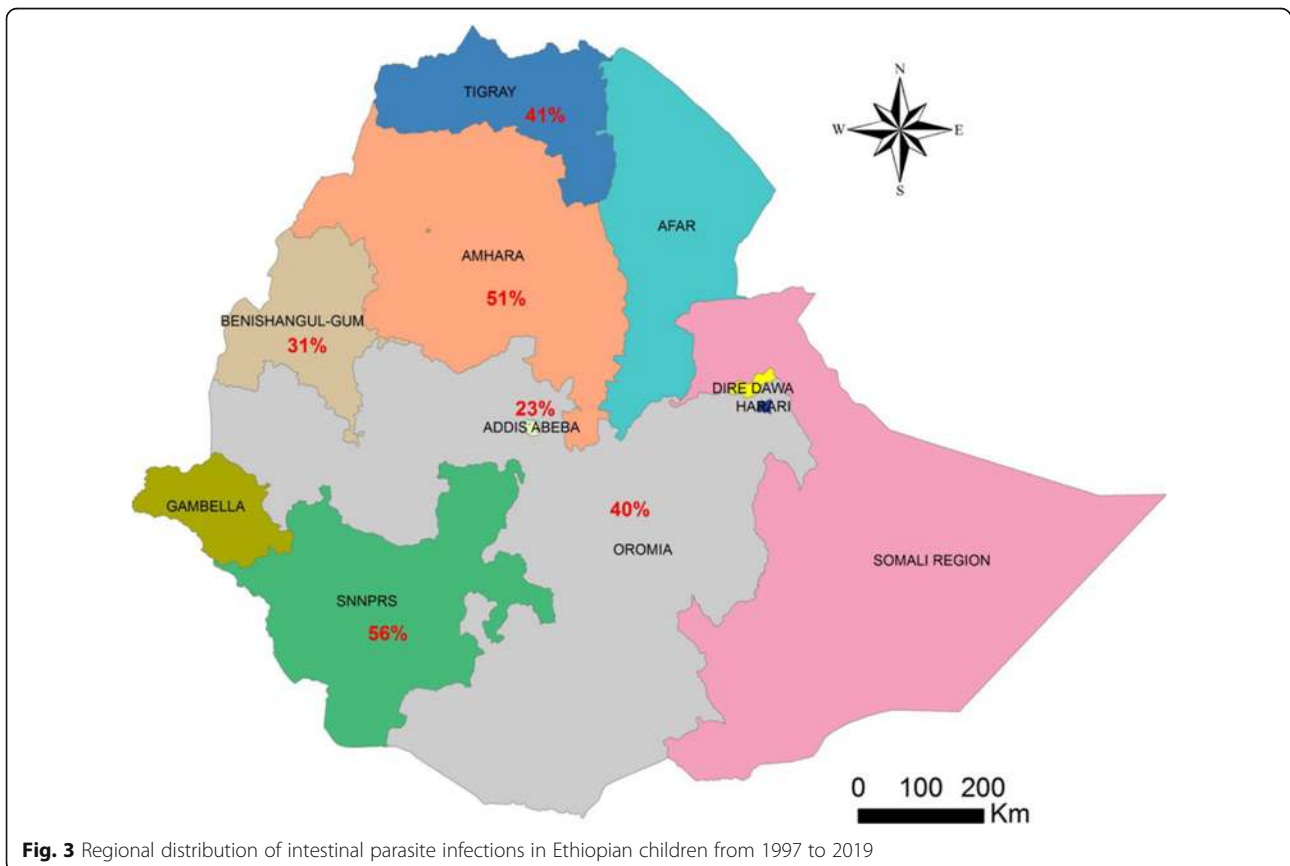 N
W E
S
TIGRAY
41%
AFAR
AMHARA
51%
BENISHANGUL-GUM
31%
DIRE DAWA
HARARI
23%
ADDIS ABEBA
GAMBELLA
40%
OROMIA
SOMALI REGION
SNNPRS
56%
0 100 200
Km
Fig. 3 Regional distribution of intestinal parasite infections in Ethiopian children from 1997 to 2019